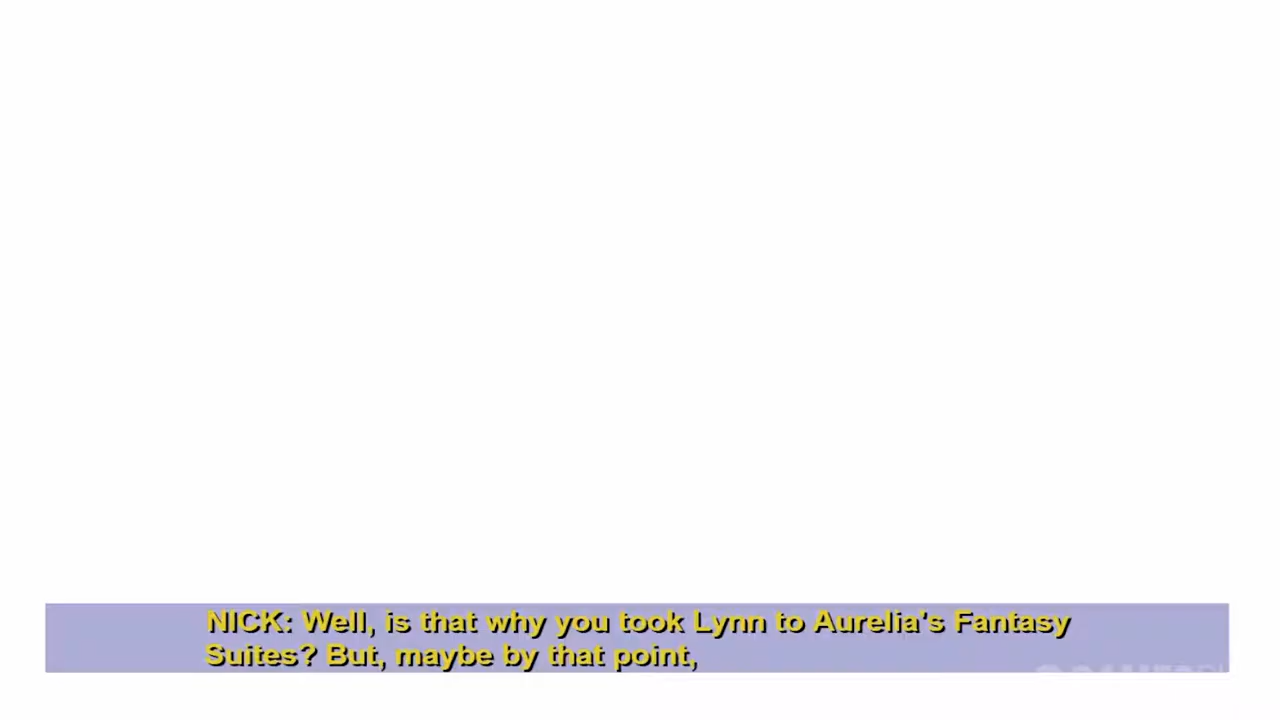 NICK: Well, is that why you took Lynn to Aurelia's Fantasy
Suites? But, maybe by that point,